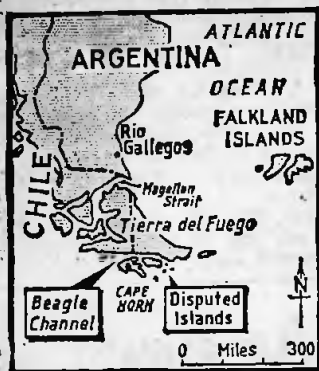 ATLANTIC
ARGENTINA
OCEAN
FALKLAND
ISLANDS
Rio
Gallegos
CHILE
Magellan
Strait
Tierra del Fuego
Beagle
Channel
CAPE
HORN
Disputed
Islands
N
0 Miles 300